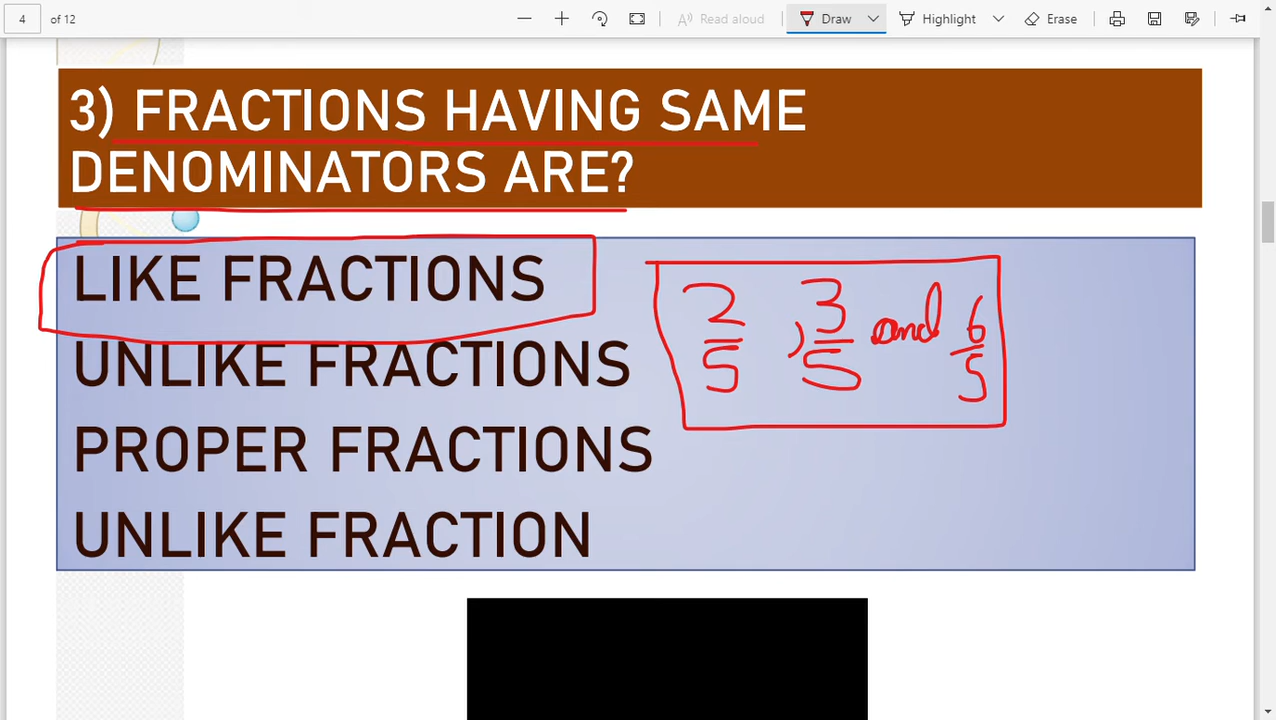 4 of 12 Read aloud Draw Highlight Erase
3) FRACTIONS HAVING SAME
DENOMINATORS ARE?
LIKE FRACTIONS
UNLIKE FRACTIONS
PROPER FRACTIONS
UNLIKE FRACTION
2/5 , 3/5 and 6/5